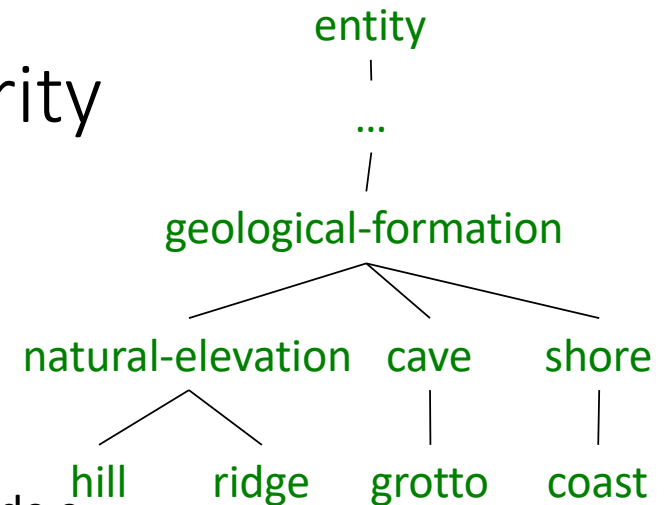 entity
rity
...
geological-formation
natural-elevation cave shore
hill ridge grotto coast